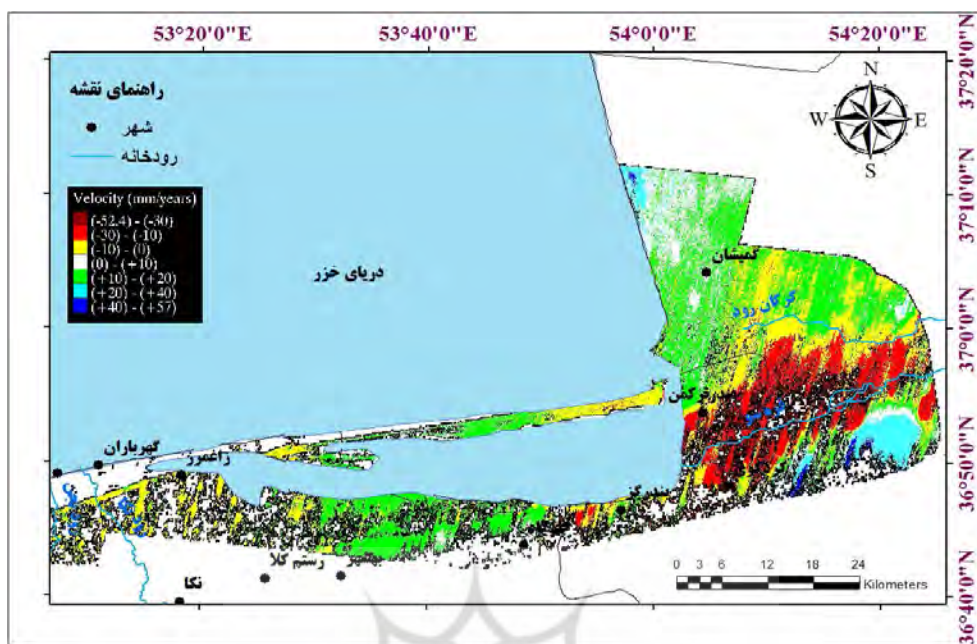 53°20'0"E 53°40'0"E 54°0'0"E 54°20'0"E
37°20'0"N
37°10'0"N
37°0'0"N
36°50'0"N
36°40'0"N
راهنمای نقشه
شهر
رودخانه
Velocity (mm/years)
(-52.4) - (-30)
(-30) - (-10)
(-10) - (0)
(0) - (+10)
(+10) - (+20)
(+20) - (+40)
(+40) - (+57)
N
W E
S
دریای خزر
گمیشان
گرگان رود
گهرباران
زاغمرز
رستم کلا
بهشهر
نکا
0 3 6 12 18 24
Kilometers